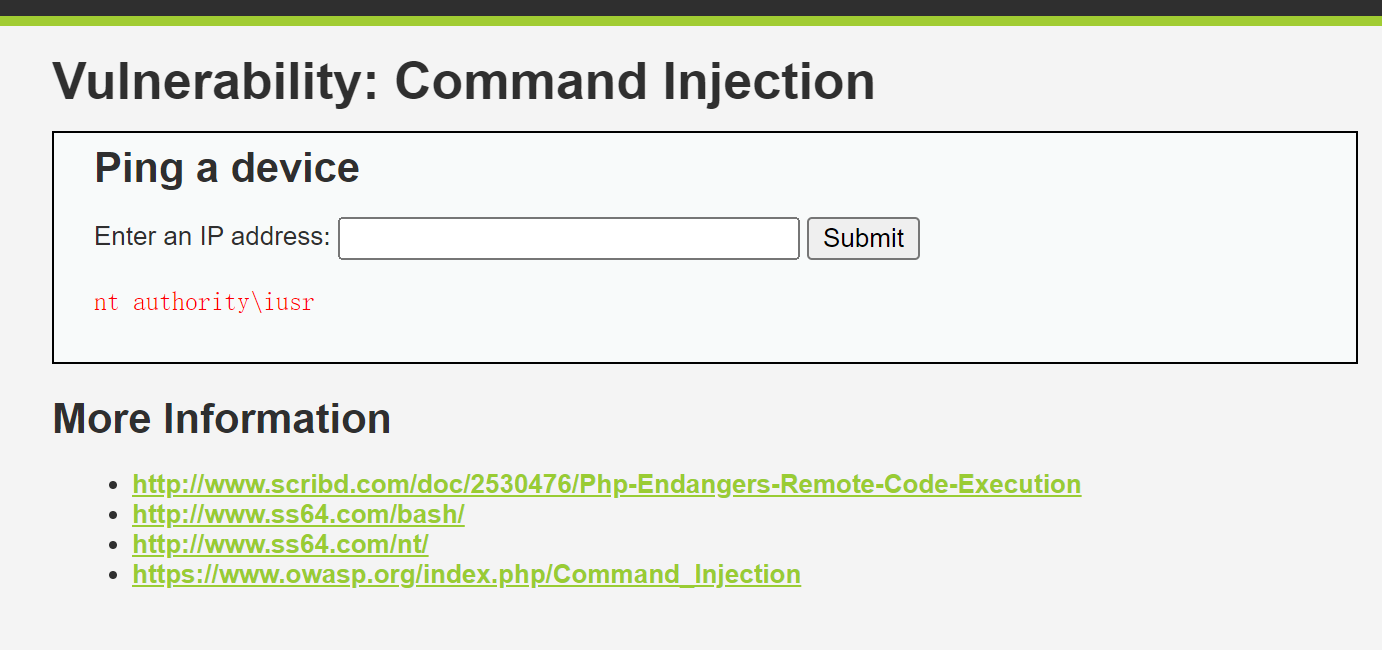 Vulnerability: Command Injection
Ping a device
Enter an IP address: Submit
nt authority\iusr
More Information
http://www.scribd.com/doc/2530476/Php-Endangers-Remote-Code-Execution
http://www.ss64.com/bash/
http://www.ss64.com/nt/
https://www.owasp.org/index.php/Command_Injection